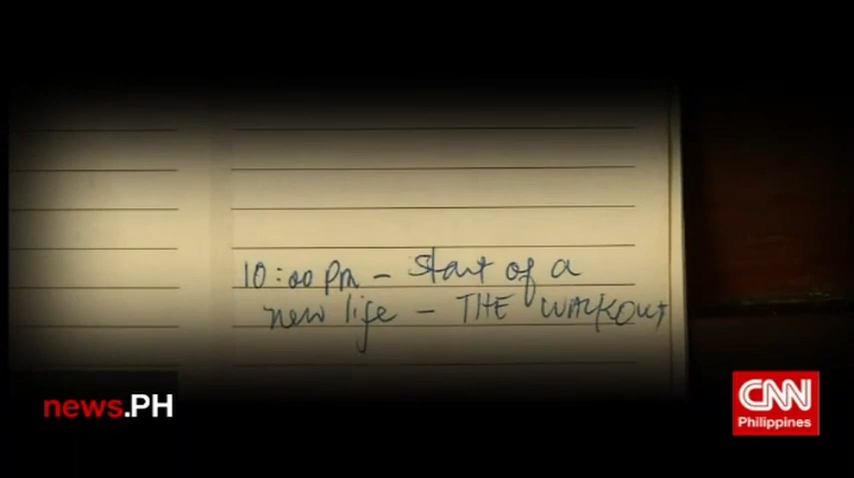 10:00 pm – Start of a
new life – THE WALKOUT
news.PH
CNN
Philippines